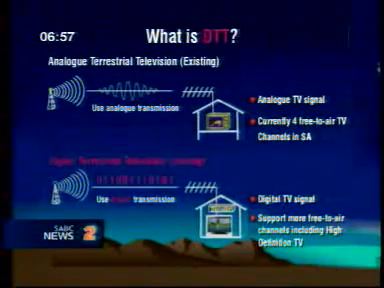 06:57
What is DTT?
Analogue Terrestrial Television (Existing)
Use analogue transmission
Analogue TV signal
Currently 4 free-to-air TV
Channels in SA
Digital Terrestrial Television
01100111010
Use digital transmission
Digital TV signal
Support more free-to-air
channels including High
Definition TV
SABC
NEWS 2